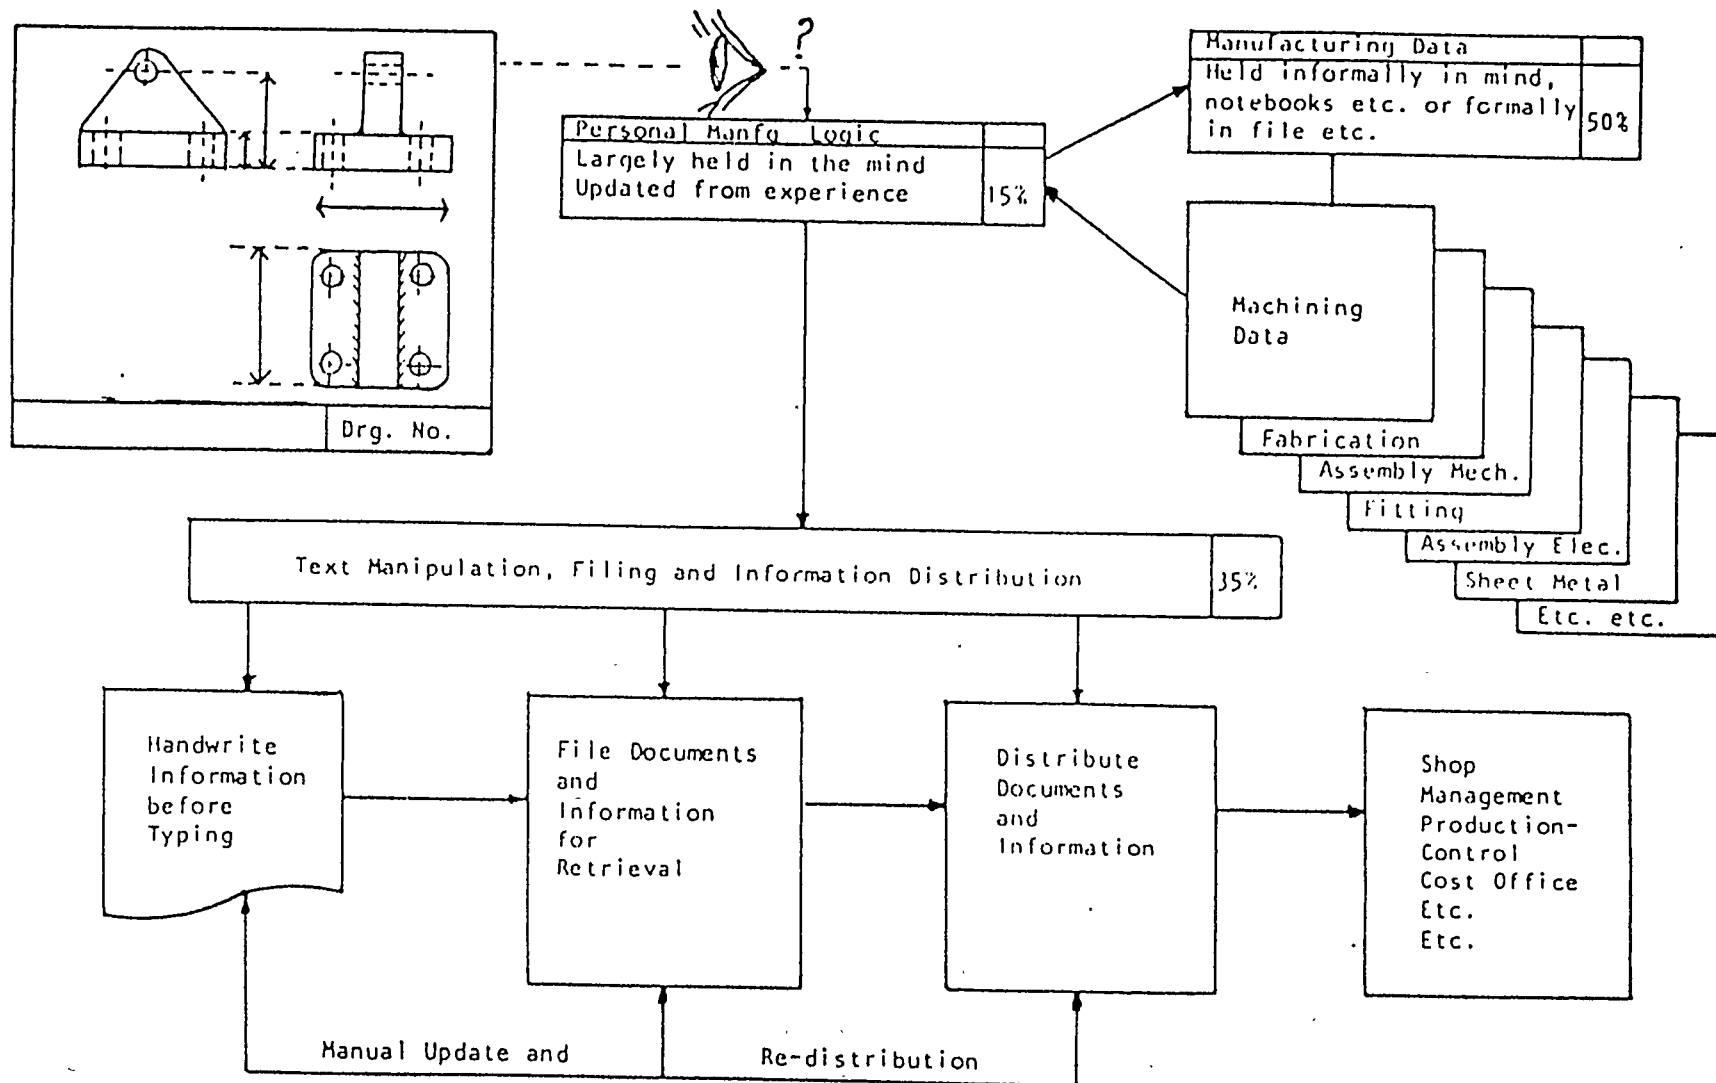 Drg. No.
?
Personal Manfg. Logic
Largely held in the mind
Updated from experience
15%
Manufacturing Data
Held informally in mind,
notebooks etc. or formally
in file etc.
50%
Machining
Data
Fabrication
Assembly Mech.
Fitting
Assembly Elec.
Sheet Metal
Etc. etc.
Text Manipulation, Filing and Information Distribution
35%
Handwrite
Information
before
Typing
File Documents
and
Information
for
Retrieval
Distribute
Documents
and
Information
Shop
Management
Production-
Control
Cost Office
Etc.
Etc.
Manual Update and
Re-distribution